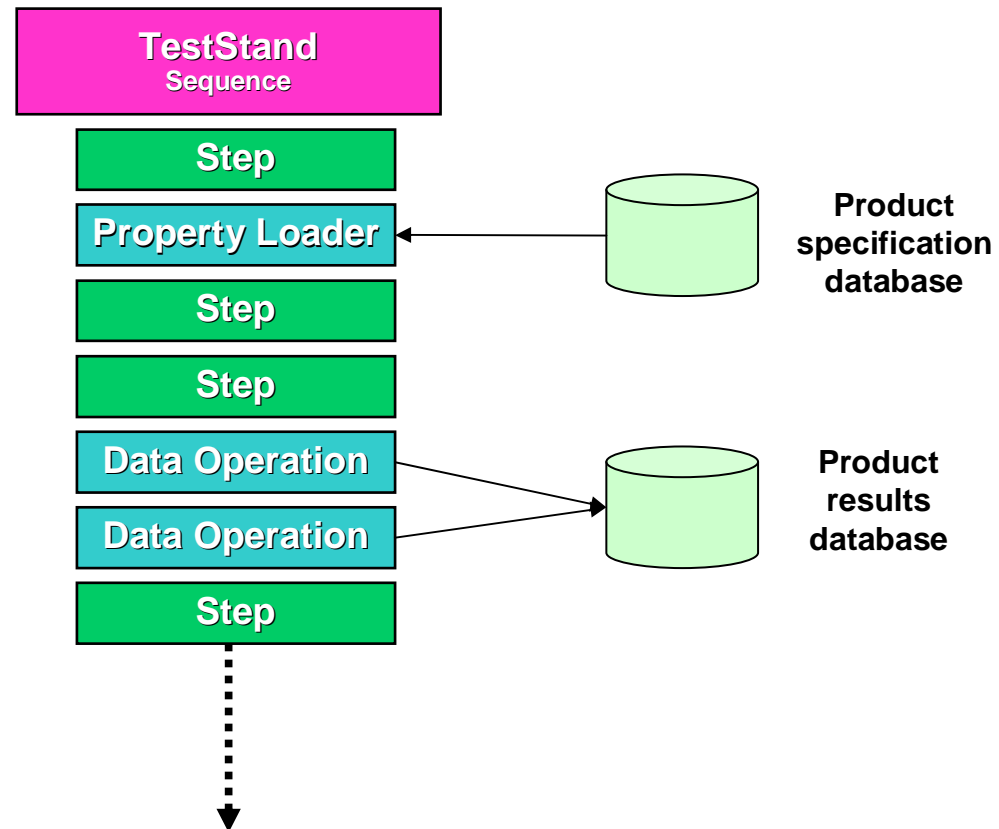 TestStand
Sequence
Step
Property Loader
Product
specification
database
Step
Step
Data Operation
Data Operation
Product
results
database
Step